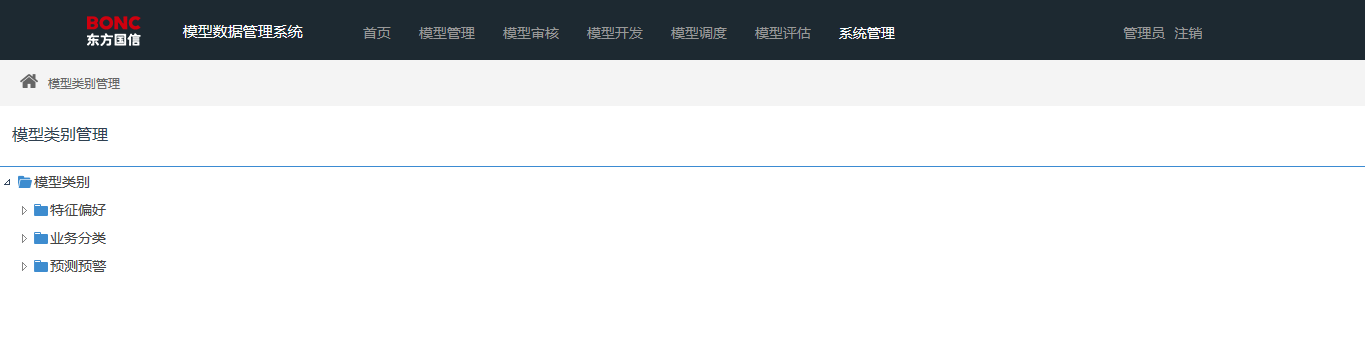 BONC
东方国信
模型数据管理系统 首页 模型管理 模型审核 模型开发 模型调度 模型评估 系统管理 管理员 注销
模型类别管理
模型类别管理
模型类别
特征偏好
业务分类
预测预警